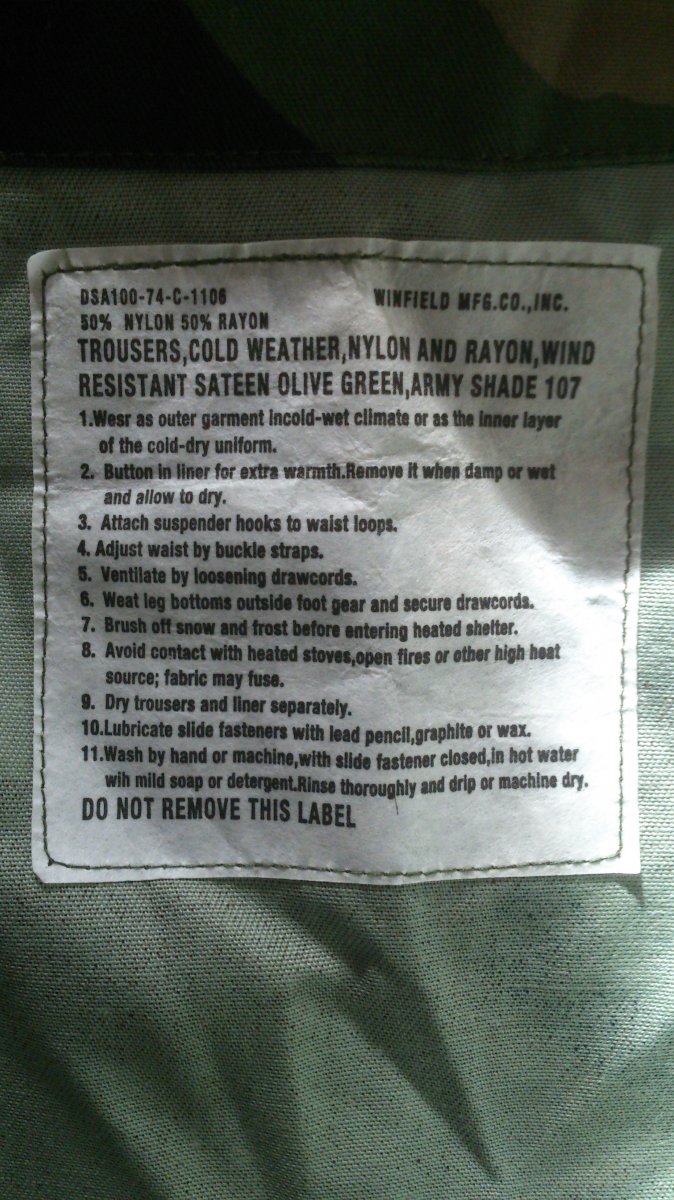 DSA100-74-C-1106 WINFIELD MFG.CO.,INC.
50% NYLON 50% RAYON
TROUSERS,COLD WEATHER,NYLON AND RAYON,WIND
RESISTANT SATEEN OLIVE GREEN,ARMY SHADE 107
1.Wesr as outer garment incold-wet climate or as the inner layer
of the cold-dry uniform.
2. Button in liner for extra warmth.Remove it when damp or wet
and allow to dry.
3. Attach suspender hooks to waist loops.
4. Adjust waist by buckle straps.
5. Ventilate by loosening drawcords.
6. Weat leg bottoms outside foot gear and secure drawcords.
7. Brush off snow and frost before entering heated shelter.
8. Avoid contact with heated stoves,open fires or other high heat
source; fabric may fuse.
9. Dry trousers and liner separately.
10.Lubricate slide fasteners with lead pencil,graphite or wax.
11.Wash by hand or machine,with slide fastener closed,in hot water
wih mild soap or detergent.Rinse thoroughly and drip or machine dry.
DO NOT REMOVE THIS LABEL